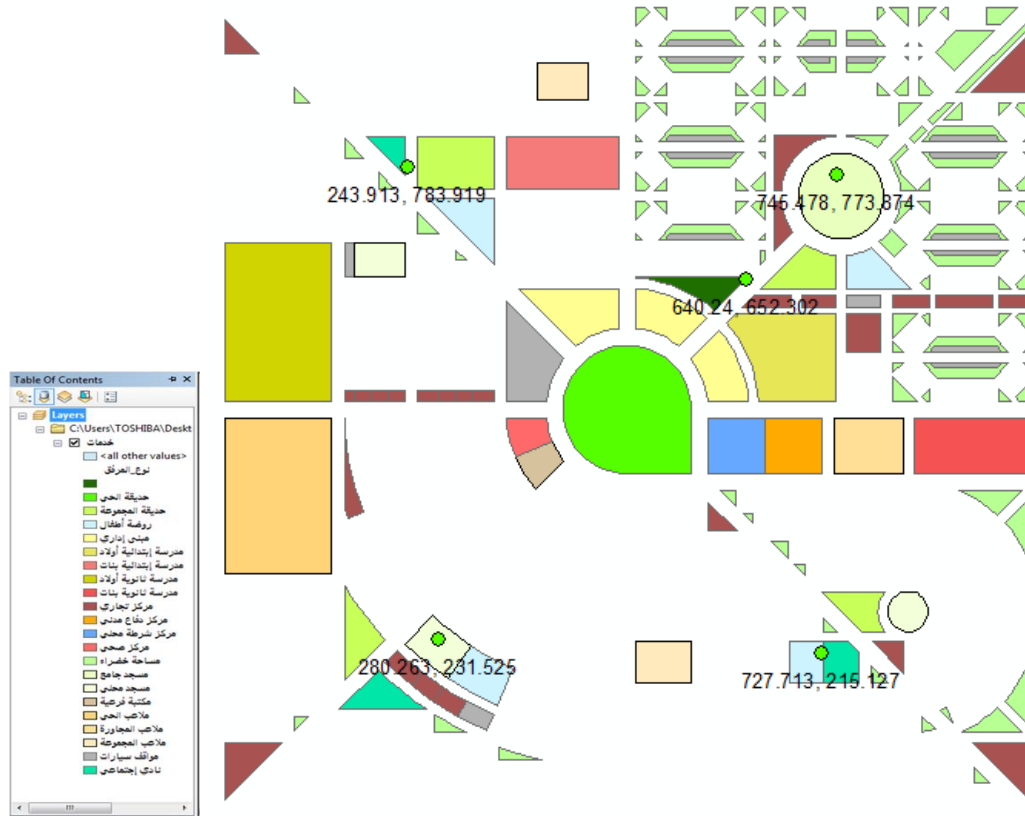 243.913, 783.919
745.478, 773.874
640.24, 652.302
280.263, 231.525
727.713, 215.127
Table Of Contents
Layers
C:\Users\TOSHIBA\Deskt
خدمات
<all other values>
نوع_المرفق
حديقة الحي
حديقة المجموعة
روضة أطفال
مبنى إداري
مدرسة إبتدائية أولاد
مدرسة إبتدائية بنات
مدرسة ثانوية أولاد
مدرسة ثانوية بنات
مركز تجاري
مركز دفاع مدنى
مركز شرطة محلى
مركز صحي
مساحة خضراء
مسجد جامع
مسجد محلى
مكتبة فرعية
ملاعب الحي
ملاعب المجاورة
ملاعب المجموعة
مواقف سيارات
نادي إجتماعي